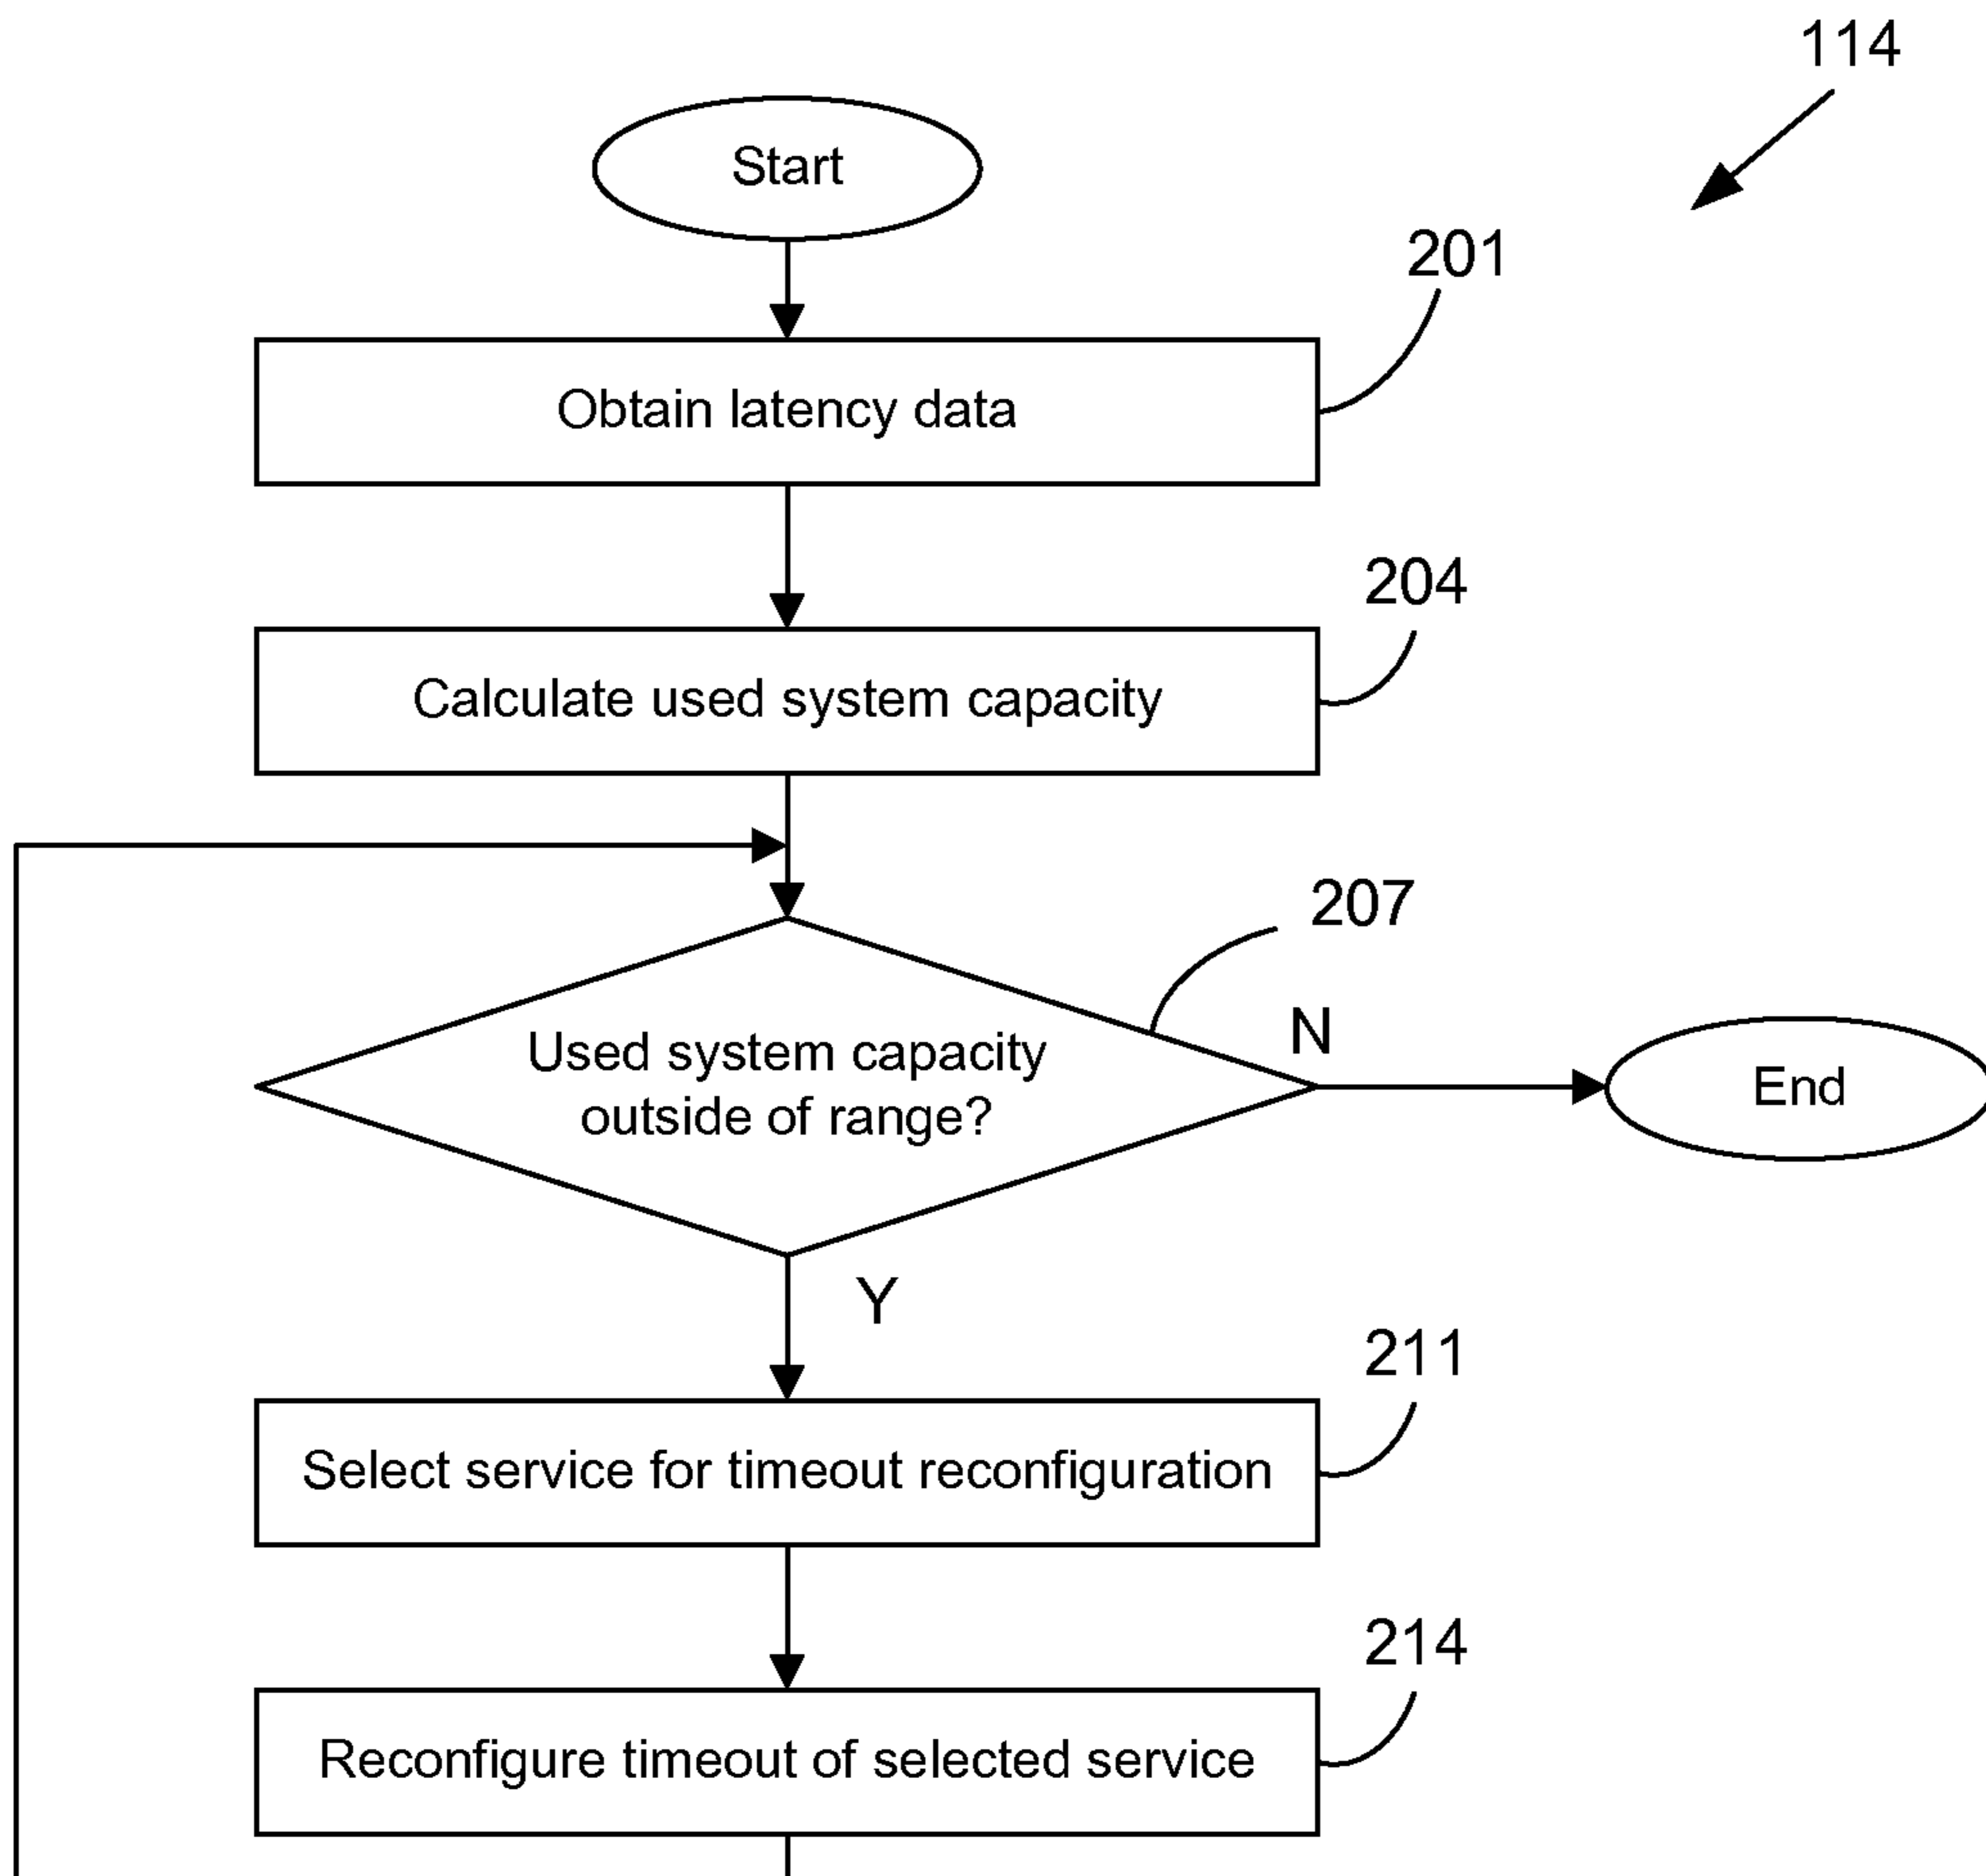 114
Start
201
Obtain latency data
204
Calculate used system capacity
207
Used system capacity
outside of range?
N
End
Y
211
Select service for timeout reconfiguration
214
Reconfigure timeout of selected service